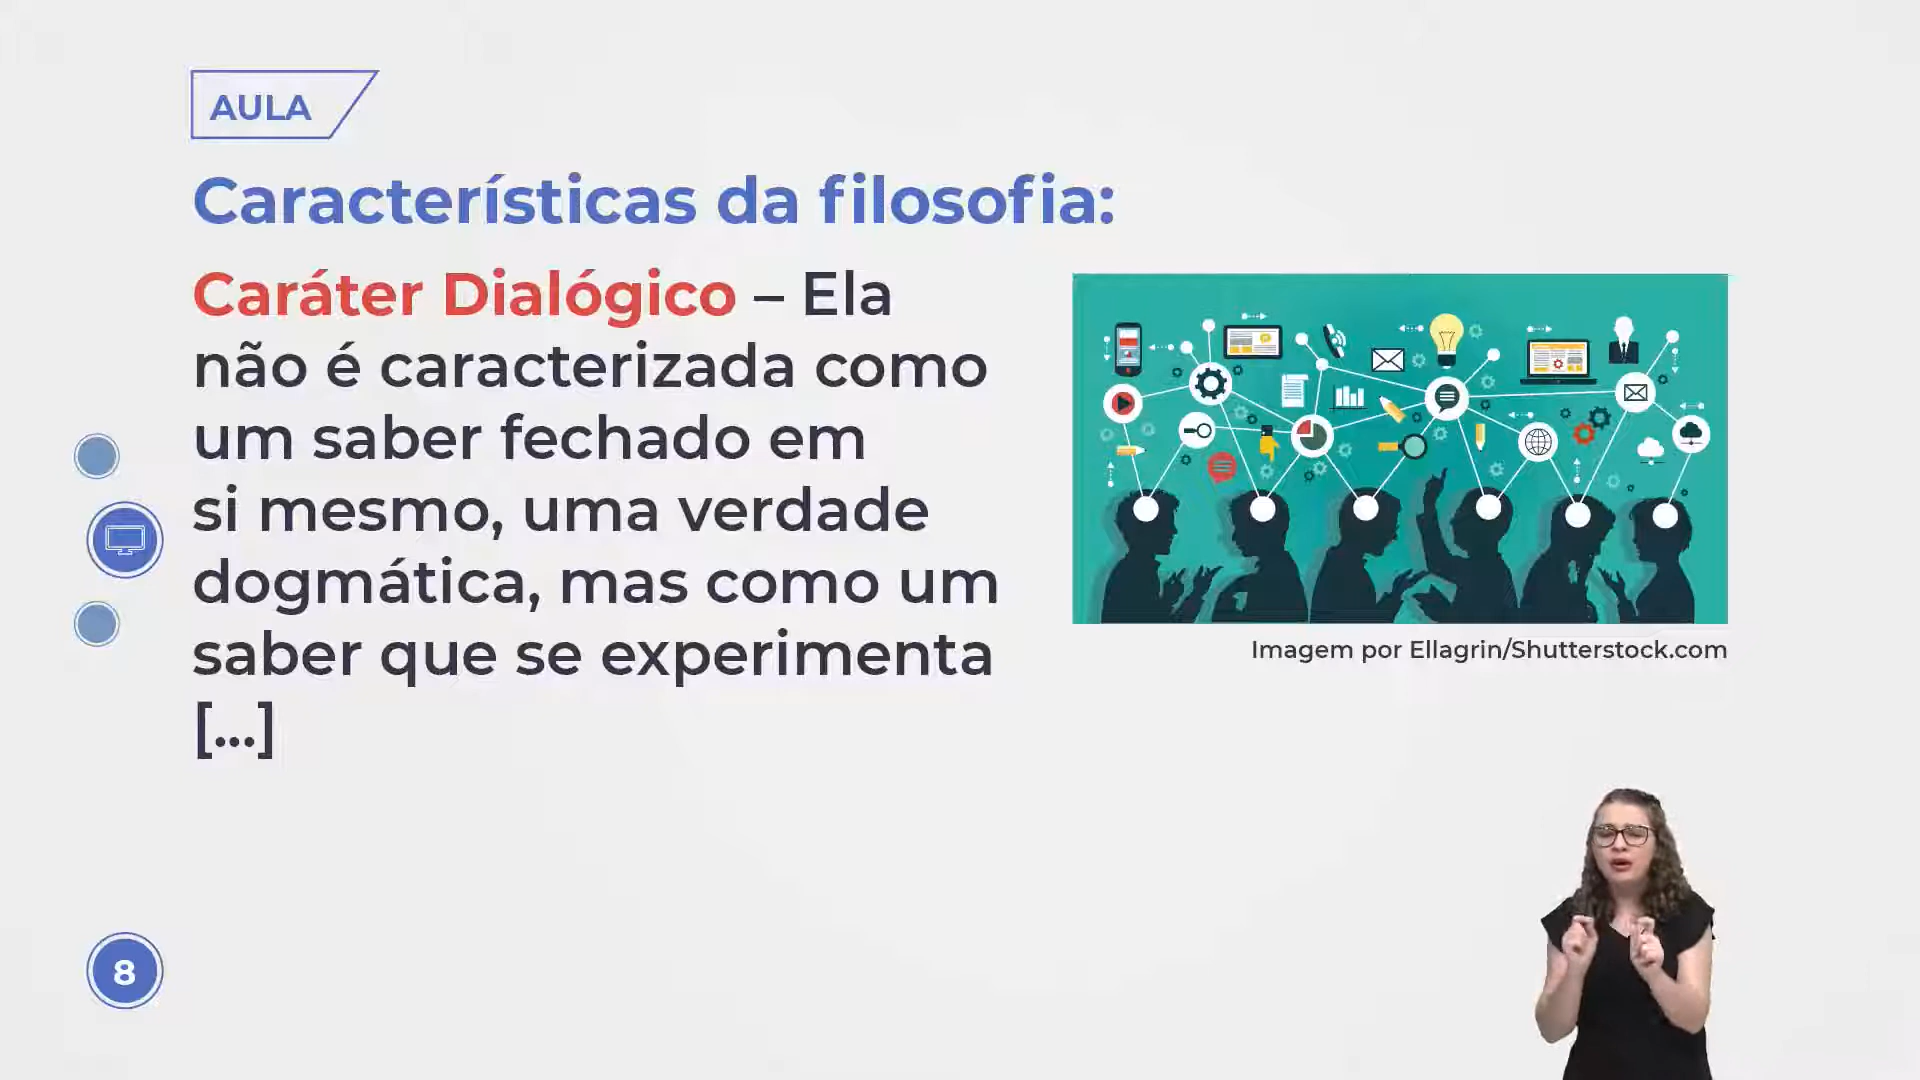 AULA
Características da filosofia:
Caráter Dialógico – Ela
não é caracterizada como
um saber fechado em
si mesmo, uma verdade
dogmática, mas como um
saber que se experimenta
[...]
Imagem por Ellagrin/Shutterstock.com
8